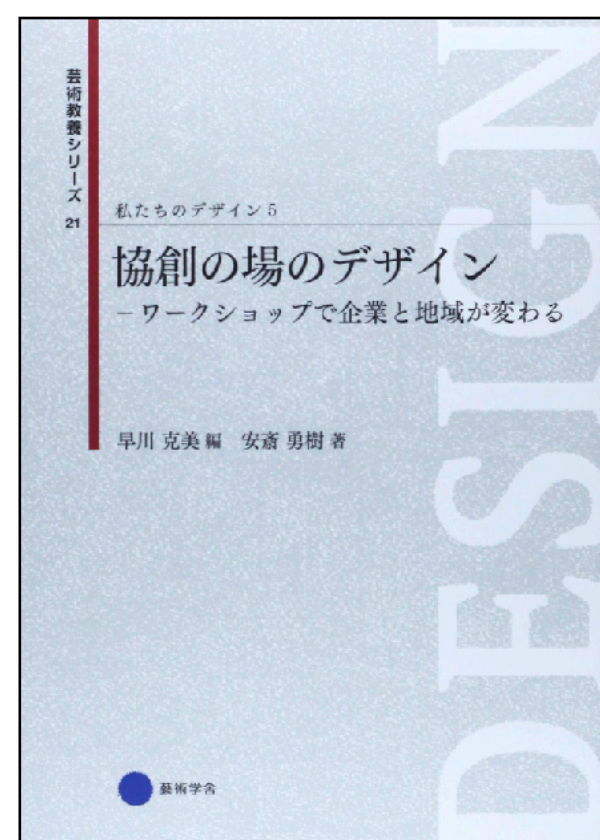 芸術教養シリーズ 21
私たちのデザイン 5
協創の場のデザイン
－ワークショップで企業と地域が変わる
早川 克美 編　安斎 勇樹 著
藝術学舎
DESIGN